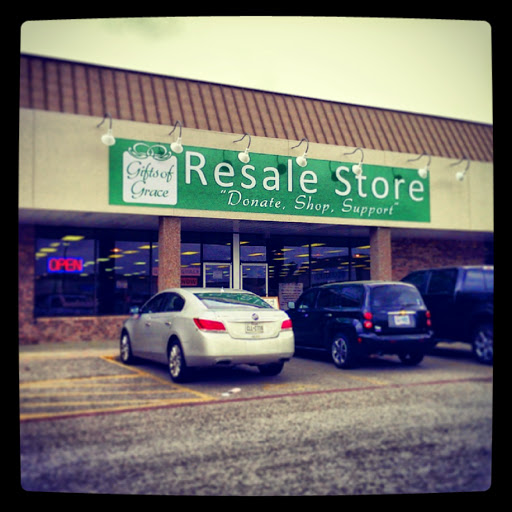 Gifts of
Grace
Resale Store
"Donate, Shop, Support"
OPEN